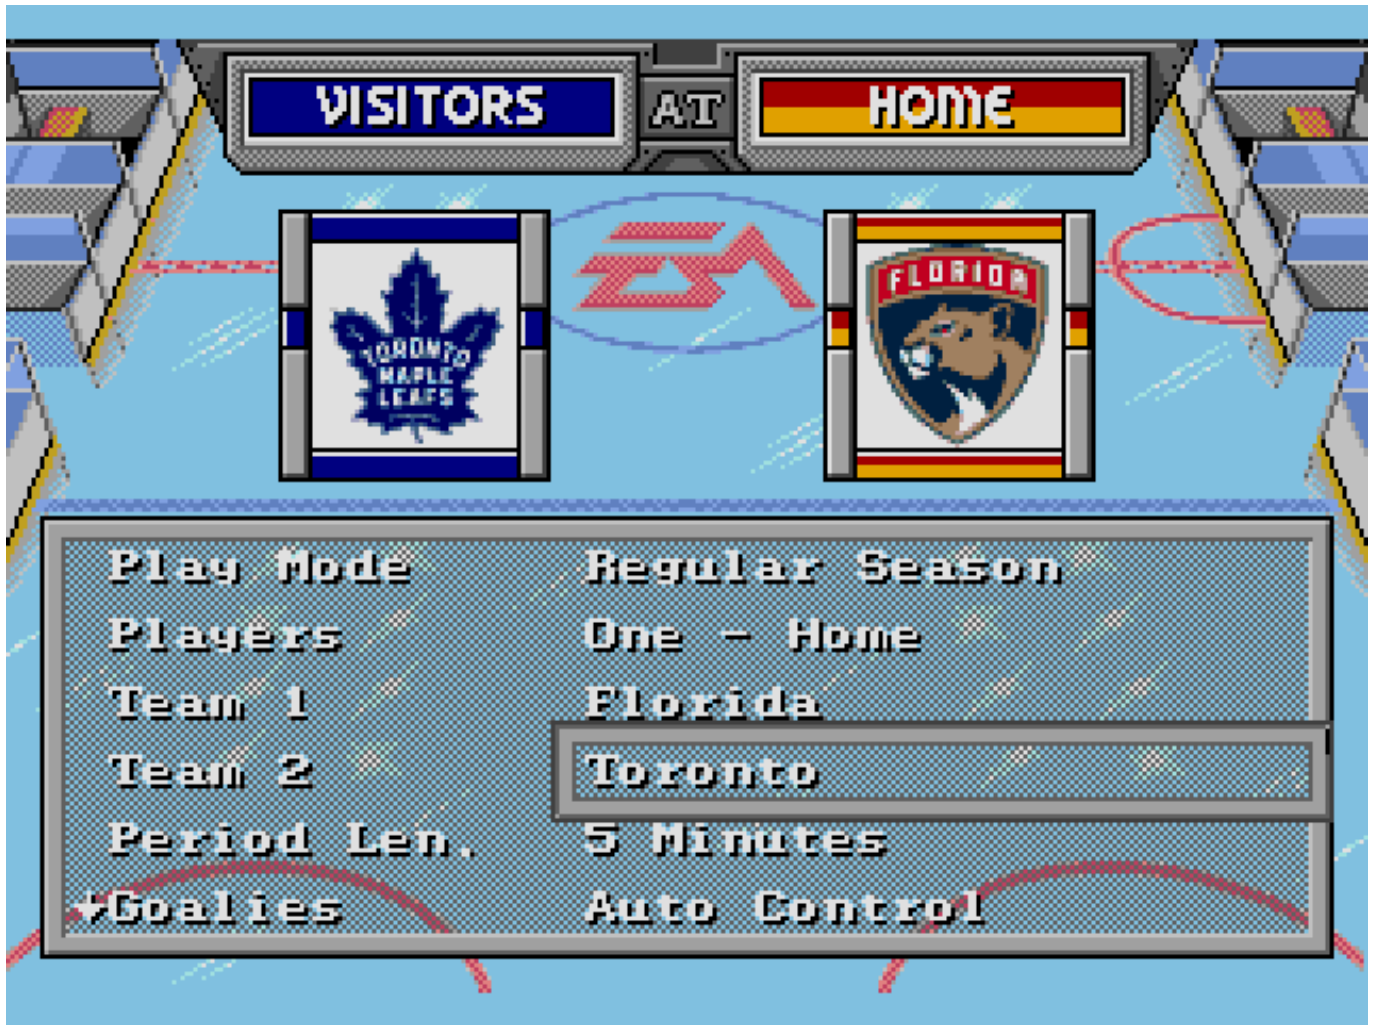 VISITORS AT HOME
EA
TORONTO
MAPLE
LEAFS
FLORIDA
Play Mode Regular Season
Players One - Home
Team 1 Florida
Team 2 Toronto
Period Len. 5 Minutes
Goalies Auto Control